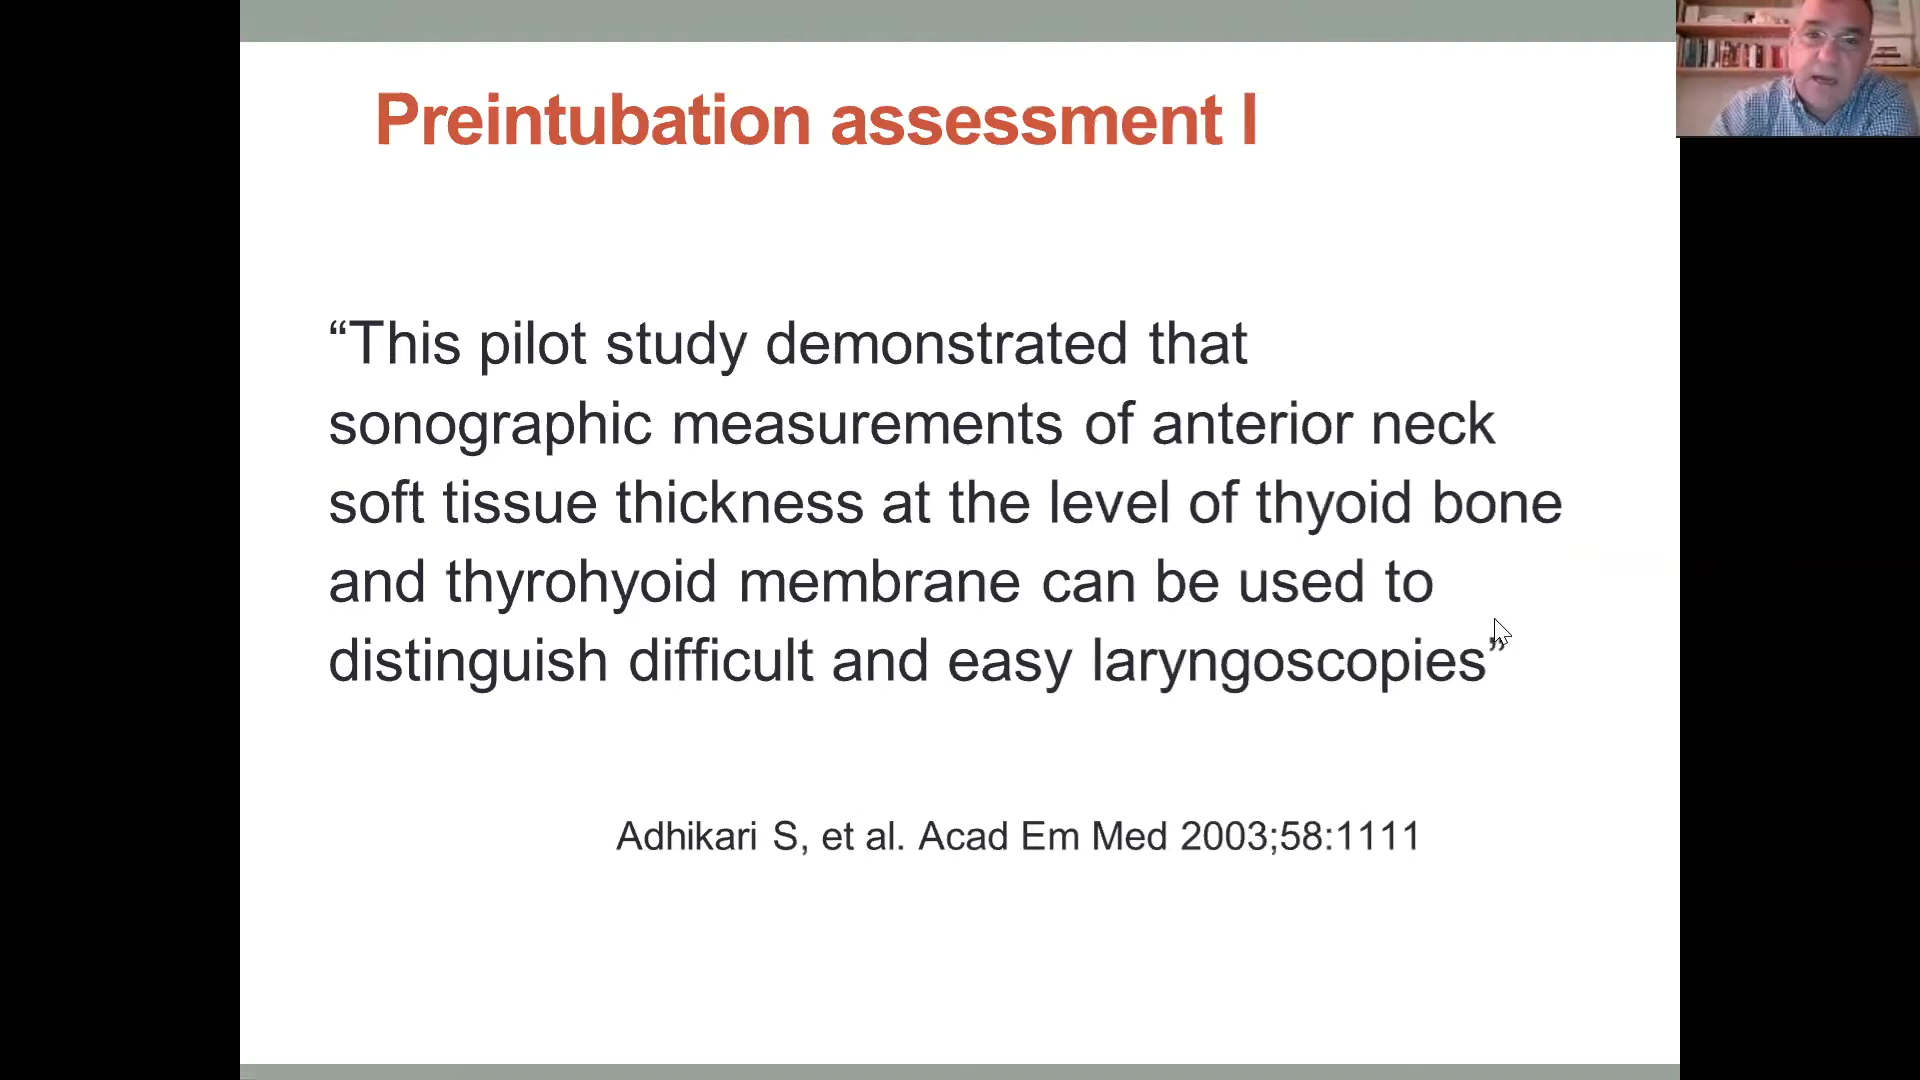 Preintubation assessment I
“This pilot study demonstrated that
sonographic measurements of anterior neck
soft tissue thickness at the level of thyoid bone
and thyrohyoid membrane can be used to
distinguish difficult and easy laryngoscopies”
Adhikari S, et al. Acad Em Med 2003;58:1111